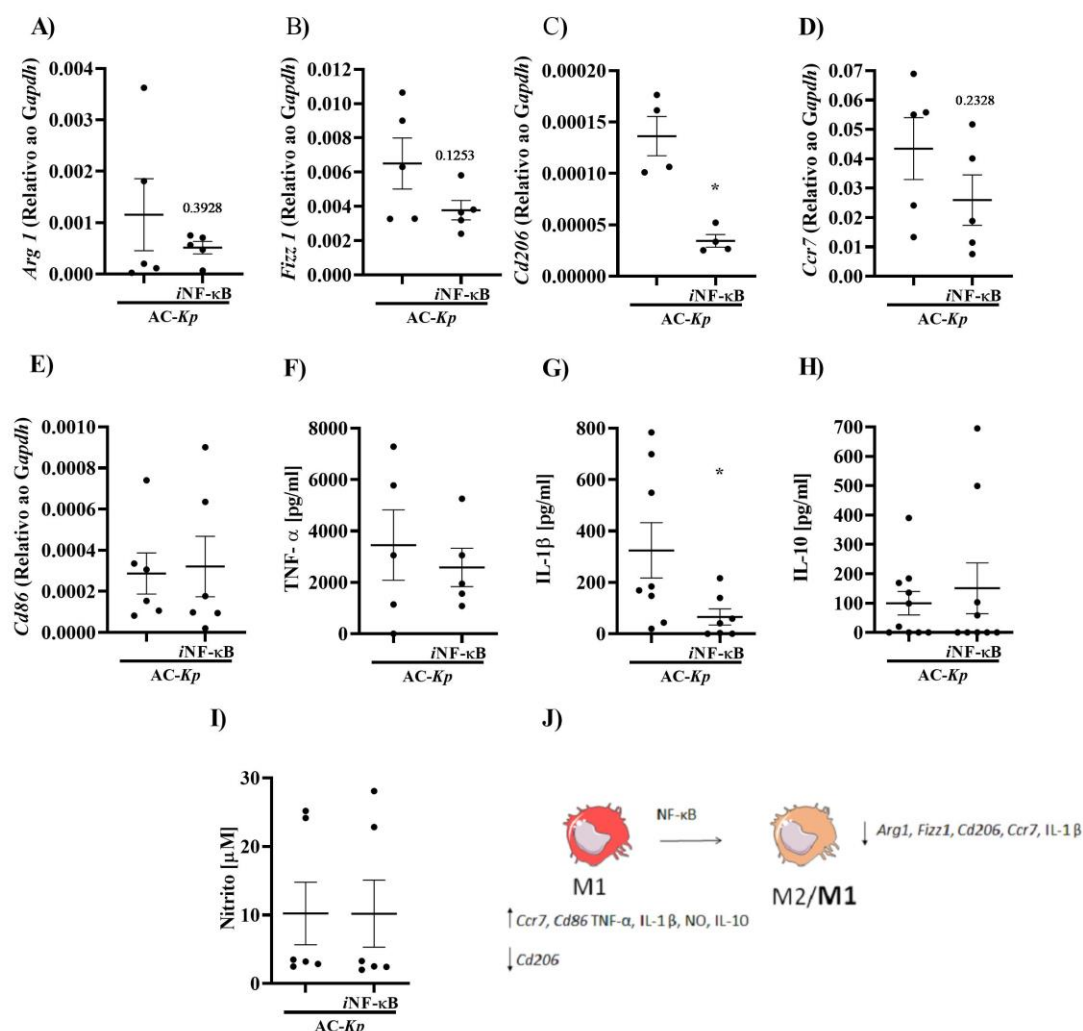 A)
Arg 1 (Relativo ao Gapdh)
0.004
0.003
0.002
0.001
0.000
0.3928
iNF-κB
AC-Kp
B)
Fizz 1 (Relativo ao Gapdh)
0.012
0.010
0.008
0.006
0.004
0.002
0.000
0.1253
iNF-κB
AC-Kp
C)
Cd206 (Relativo ao Gapdh)
0.00020
0.00015
0.00010
0.00005
0.00000
*
iNF-κB
AC-Kp
D)
Ccr7 (Relativo ao Gapdh)
0.07
0.06
0.05
0.04
0.03
0.02
0.01
0.00
0.2328
iNF-κB
AC-Kp
E)
Cd86 (Relativo ao Gapdh)
0.0010
0.0008
0.0006
0.0004
0.0002
0.0000
iNF-κB
AC-Kp
F)
TNF- α [pg/ml]
8000
6000
4000
2000
0
iNF-κB
AC-Kp
G)
IL-1β [pg/ml]
800
600
400
200
0
*
iNF-κB
AC-Kp
H)
IL-10 [pg/ml]
700
600
500
400
300
200
100
0
iNF-κB
AC-Kp
I)
Nitrito [µM]
30
20
10
0
iNF-κB
AC-Kp
J)
NF-κB
M1
M2/M1
↓ Arg1, Fizz1, Cd206, Ccr7, IL-1β
↑ Ccr7, Cd86 TNF-α, IL-1β, NO, IL-10
↓ Cd206